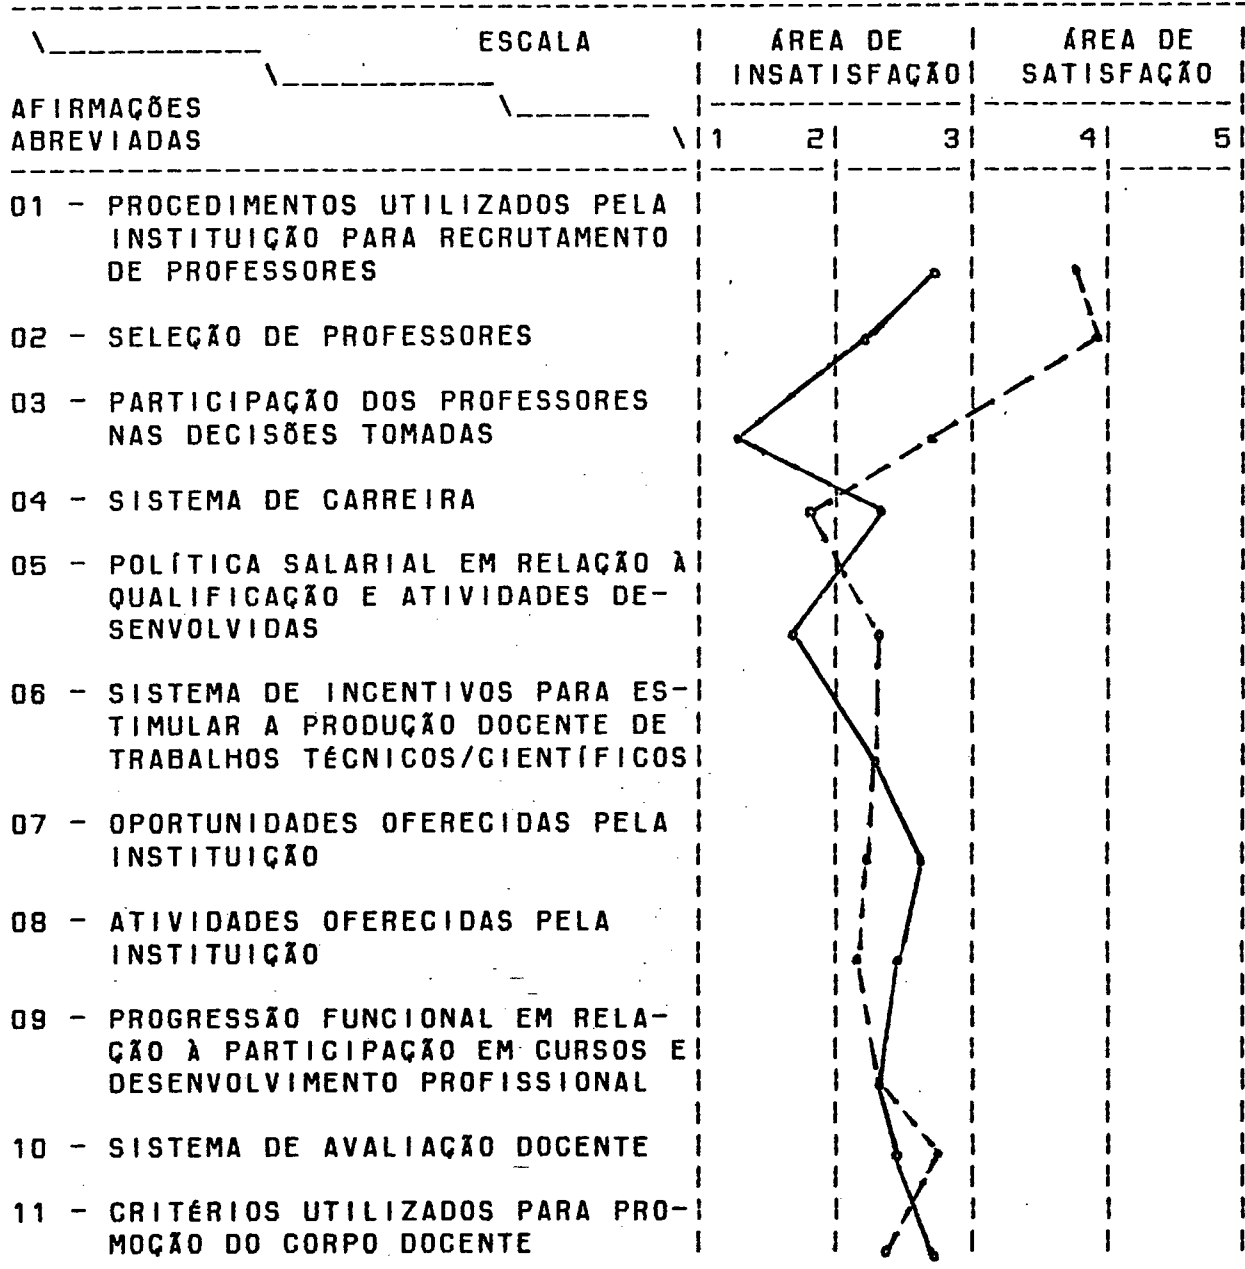 ESCALA
ÁREA DE INSATISFAÇÃO
ÁREA DE SATISFAÇÃO
AFIRMAÇÕES
ABREVIADAS
1 2 3 4 5
01 - PROCEDIMENTOS UTILIZADOS PELA
INSTITUIÇÃO PARA RECRUTAMENTO
DE PROFESSORES
02 - SELEÇÃO DE PROFESSORES
03 - PARTICIPAÇÃO DOS PROFESSORES
NAS DECISÕES TOMADAS
04 - SISTEMA DE CARREIRA
05 - POLÍTICA SALARIAL EM RELAÇÃO À
QUALIFICAÇÃO E ATIVIDADES DE-
SENVOLVIDAS
06 - SISTEMA DE INCENTIVOS PARA ES-
TIMULAR A PRODUÇÃO DOCENTE DE
TRABALHOS TÉCNICOS/CIENTÍFICOS
07 - OPORTUNIDADES OFERECIDAS PELA
INSTITUIÇÃO
08 - ATIVIDADES OFERECIDAS PELA
INSTITUIÇÃO
09 - PROGRESSÃO FUNCIONAL EM RELA-
ÇÃO À PARTICIPAÇÃO EM CURSOS E
DESENVOLVIMENTO PROFISSIONAL
10 - SISTEMA DE AVALIAÇÃO DOCENTE
11 - CRITÉRIOS UTILIZADOS PARA PRO-
MOÇÃO DO CORPO DOCENTE